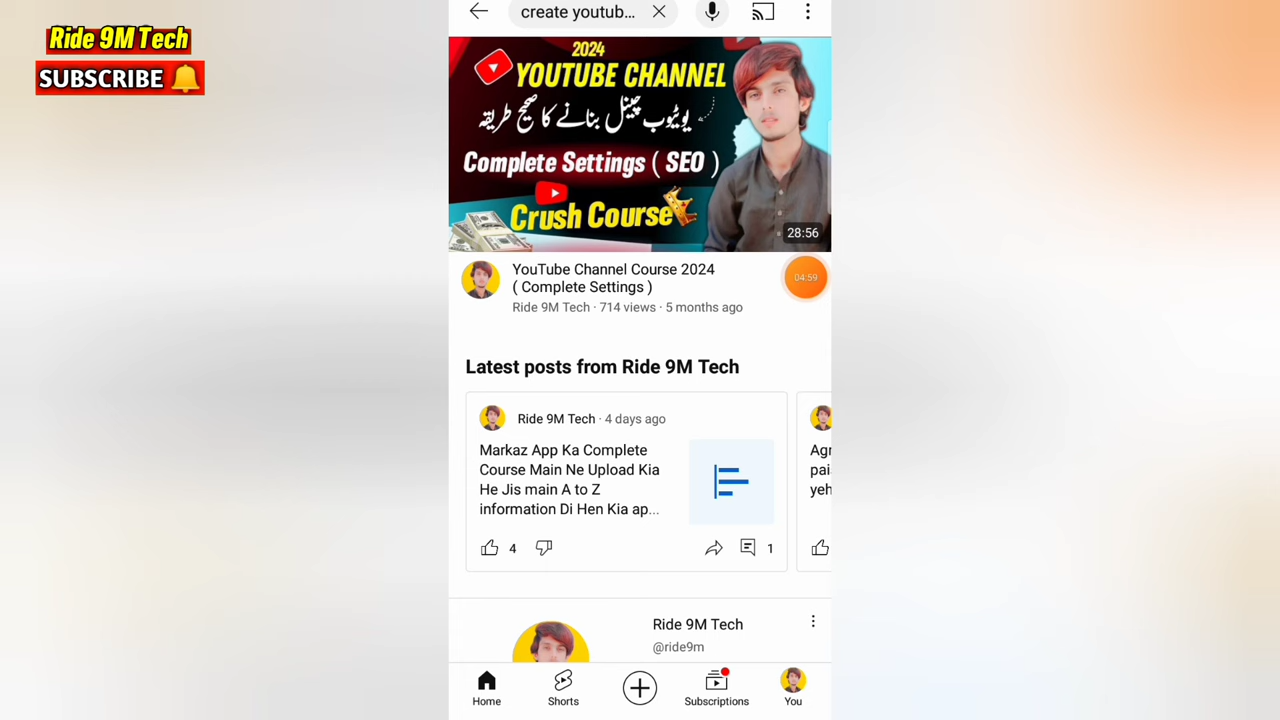 Ride 9M Tech
SUBSCRIBE
create youtub...
2024
YOUTUBE CHANNEL
یوٹیوب چینل بنانے کا صحیح طریقہ
Complete Settings ( SEO )
Crush Course
28:56
YouTube Channel Course 2024
( Complete Settings )
04:59
Ride 9M Tech · 714 views · 5 months ago
Latest posts from Ride 9M Tech
Ride 9M Tech · 4 days ago
Markaz App Ka Complete
Course Main Ne Upload Kia
He Jis main A to Z
information Di Hen Kia ap...
4
1
Agr
pai
yeh
Ride 9M Tech
@ride9m
Home
Shorts
Subscriptions
You